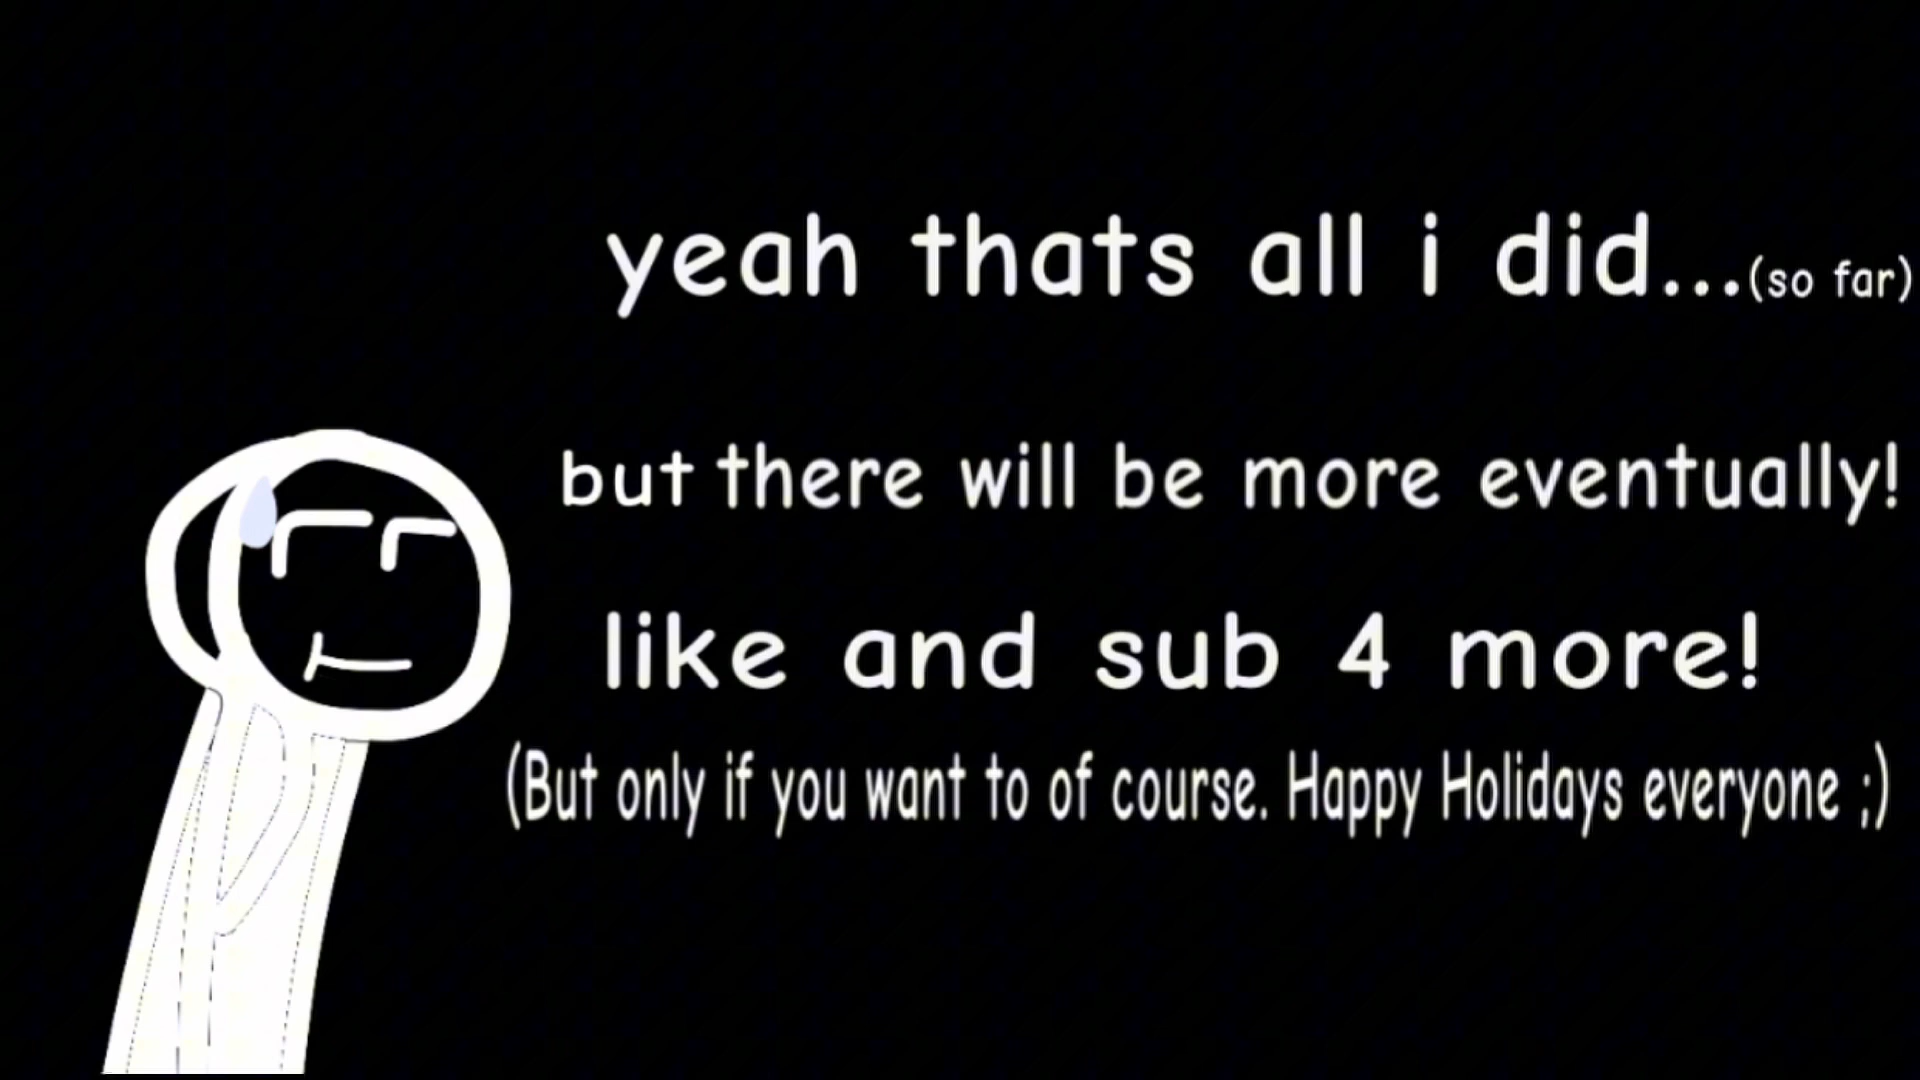 yeah thats all i did...(so far)
but there will be more eventually!
like and sub 4 more!
(But only if you want to of course. Happy Holidays everyone ;)